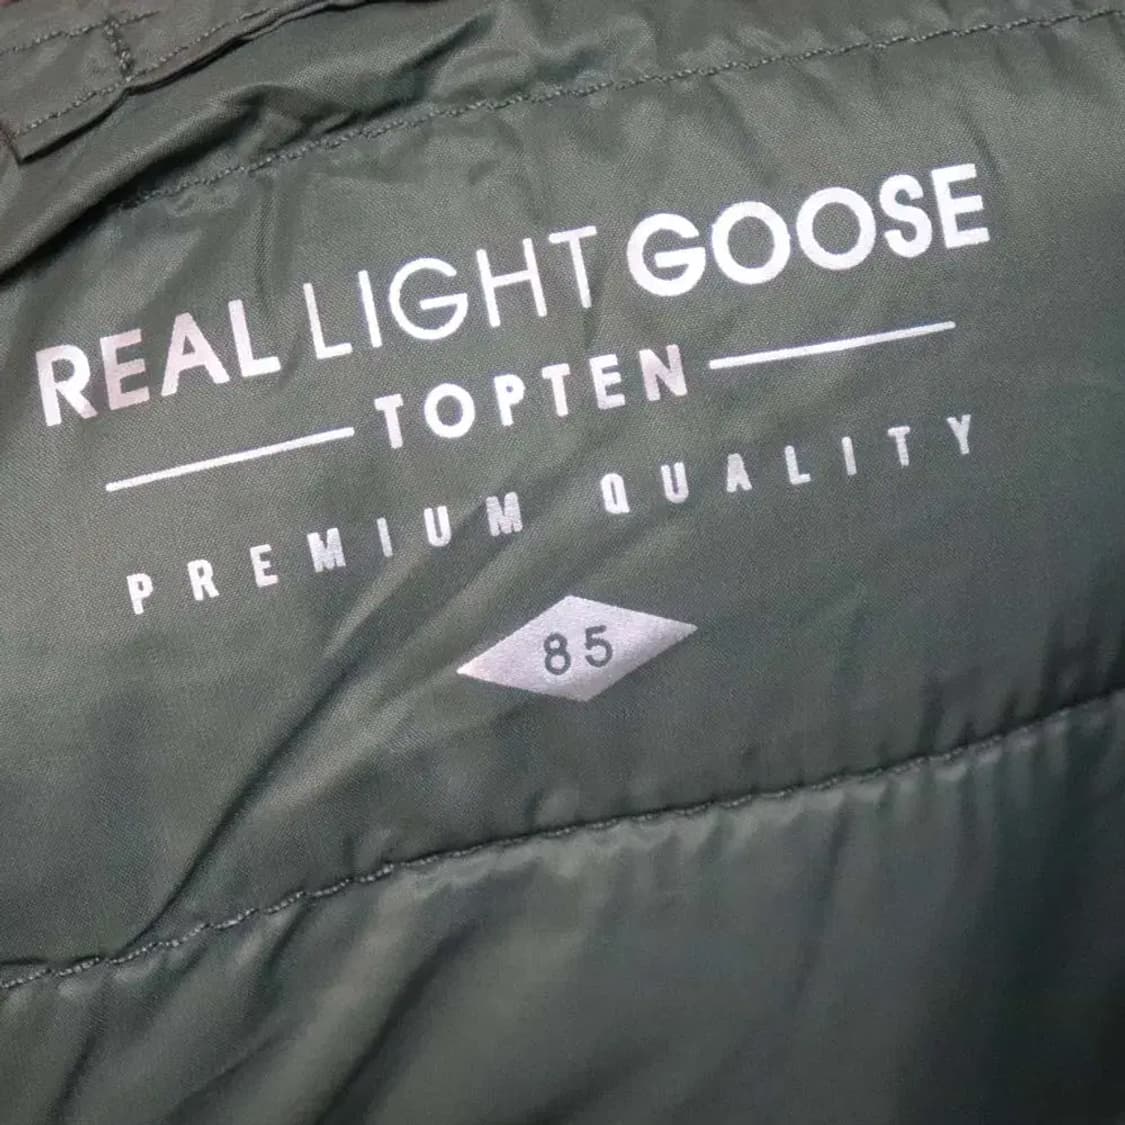 REAL LIGHT GOOSE
TOPTEN
PREMIUM QUALITY
85